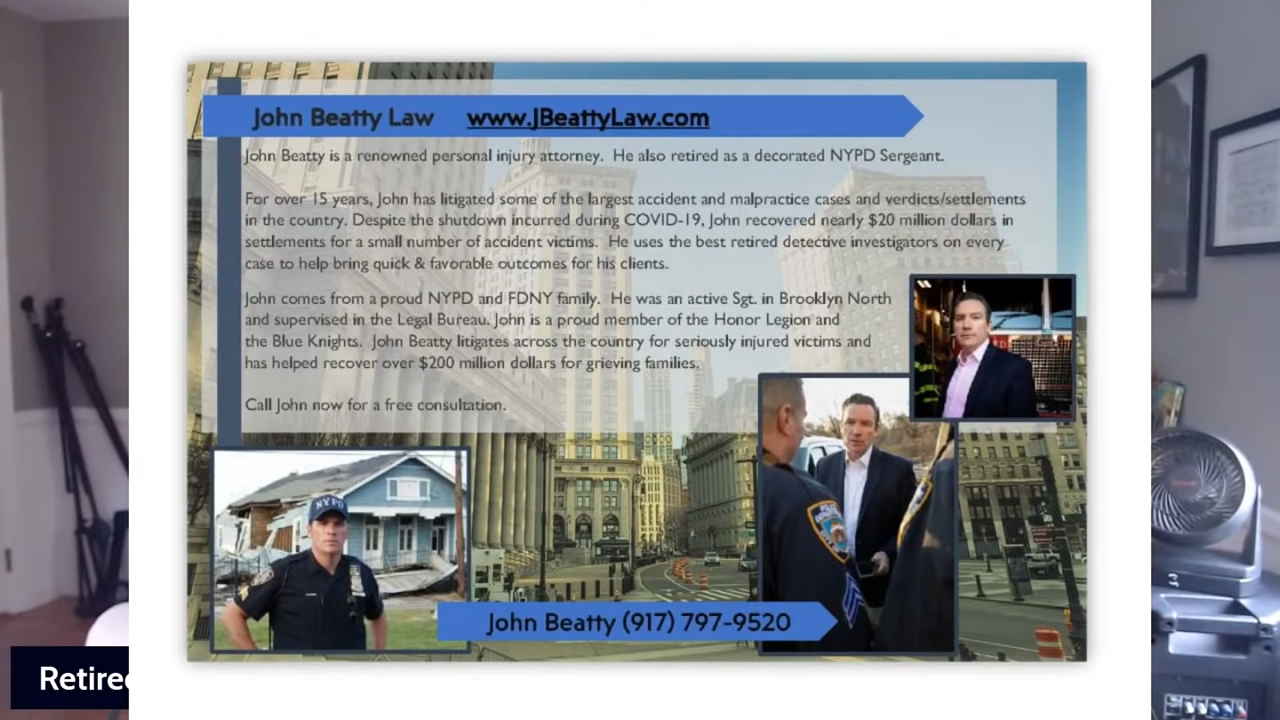 John Beatty Law www.JBeattyLaw.com
John Beatty is a renowned personal injury attorney. He also retired as a decorated NYPD Sergeant.
For over 15 years, John has litigated some of the largest accident and malpractice cases and verdicts/settlements
in the country. Despite the shutdown incurred during COVID-19, John recovered nearly $20 million dollars in
settlements for a small number of accident victims. He uses the best retired detective investigators on every
case to help bring quick & favorable outcomes for his clients.
John comes from a proud NYPD and FDNY family. He was an active Sgt. in Brooklyn North
and supervised in the Legal Bureau. John is a proud member of the Honor Legion and
the Blue Knights. John Beatty litigates across the country for seriously injured victims and
has helped recover over $200 million dollars for grieving families.
Call John now for a free consultation.
NYPD
John Beatty (917) 797-9520
Retired